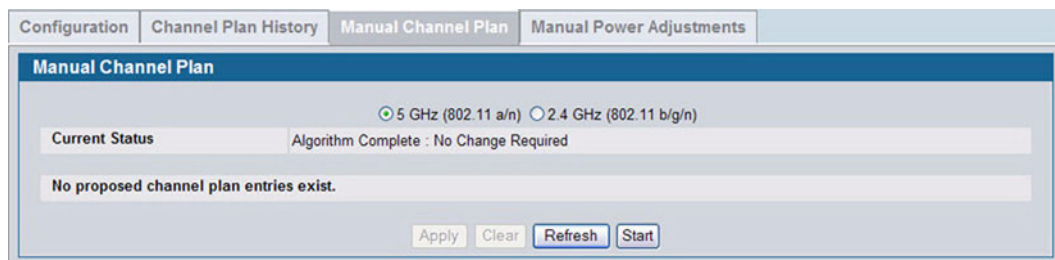 Configuration Channel Plan History Manual Channel Plan Manual Power Adjustments
Manual Channel Plan
5 GHz (802.11 a/n) 2.4 GHz (802.11 b/g/n)
Current Status Algorithm Complete : No Change Required
No proposed channel plan entries exist.
Apply Clear Refresh Start